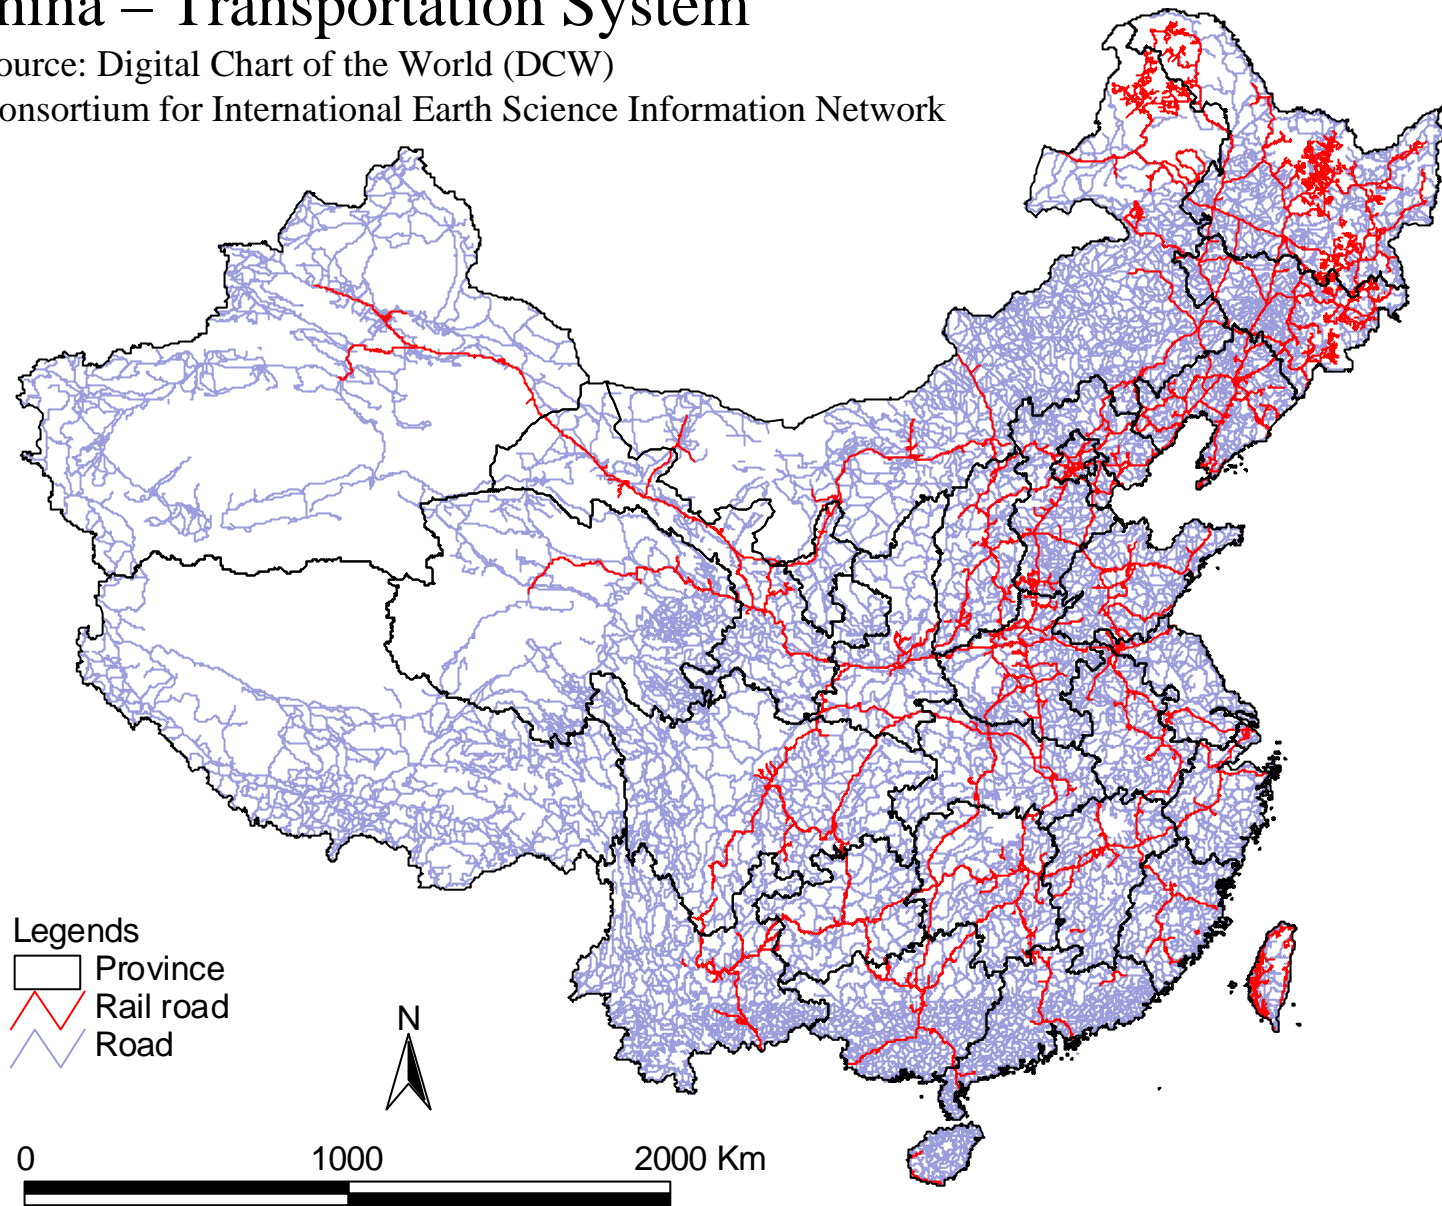 hina – Transportation System
ource: Digital Chart of the World (DCW)
onsortium for International Earth Science Information Network
Legends
Province
Rail road
Road
N
0 1000 2000 Km